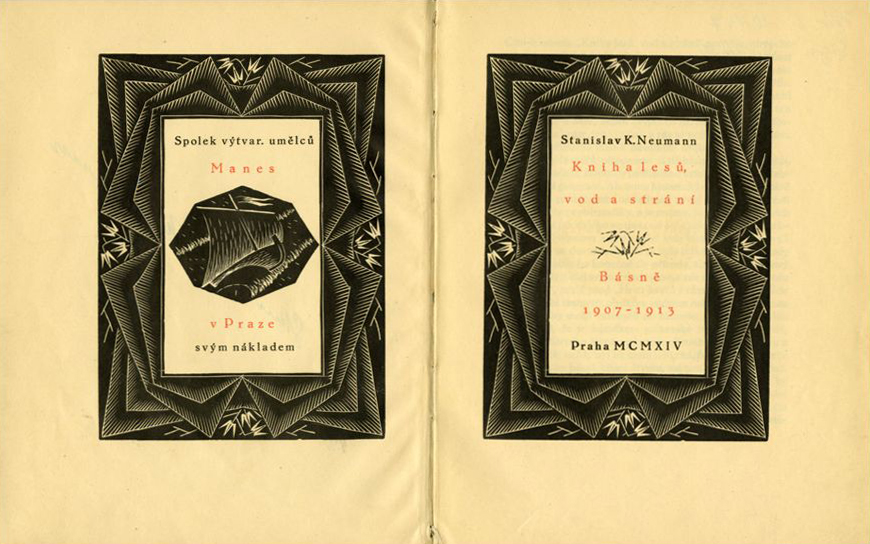 Spolek výtvar. umělců
Manes
v Praze
svým nákladem
Stanislav K. Neumann
Kniha lesů,
vod a strání
Básně
1907-1913
Praha MCMXIV